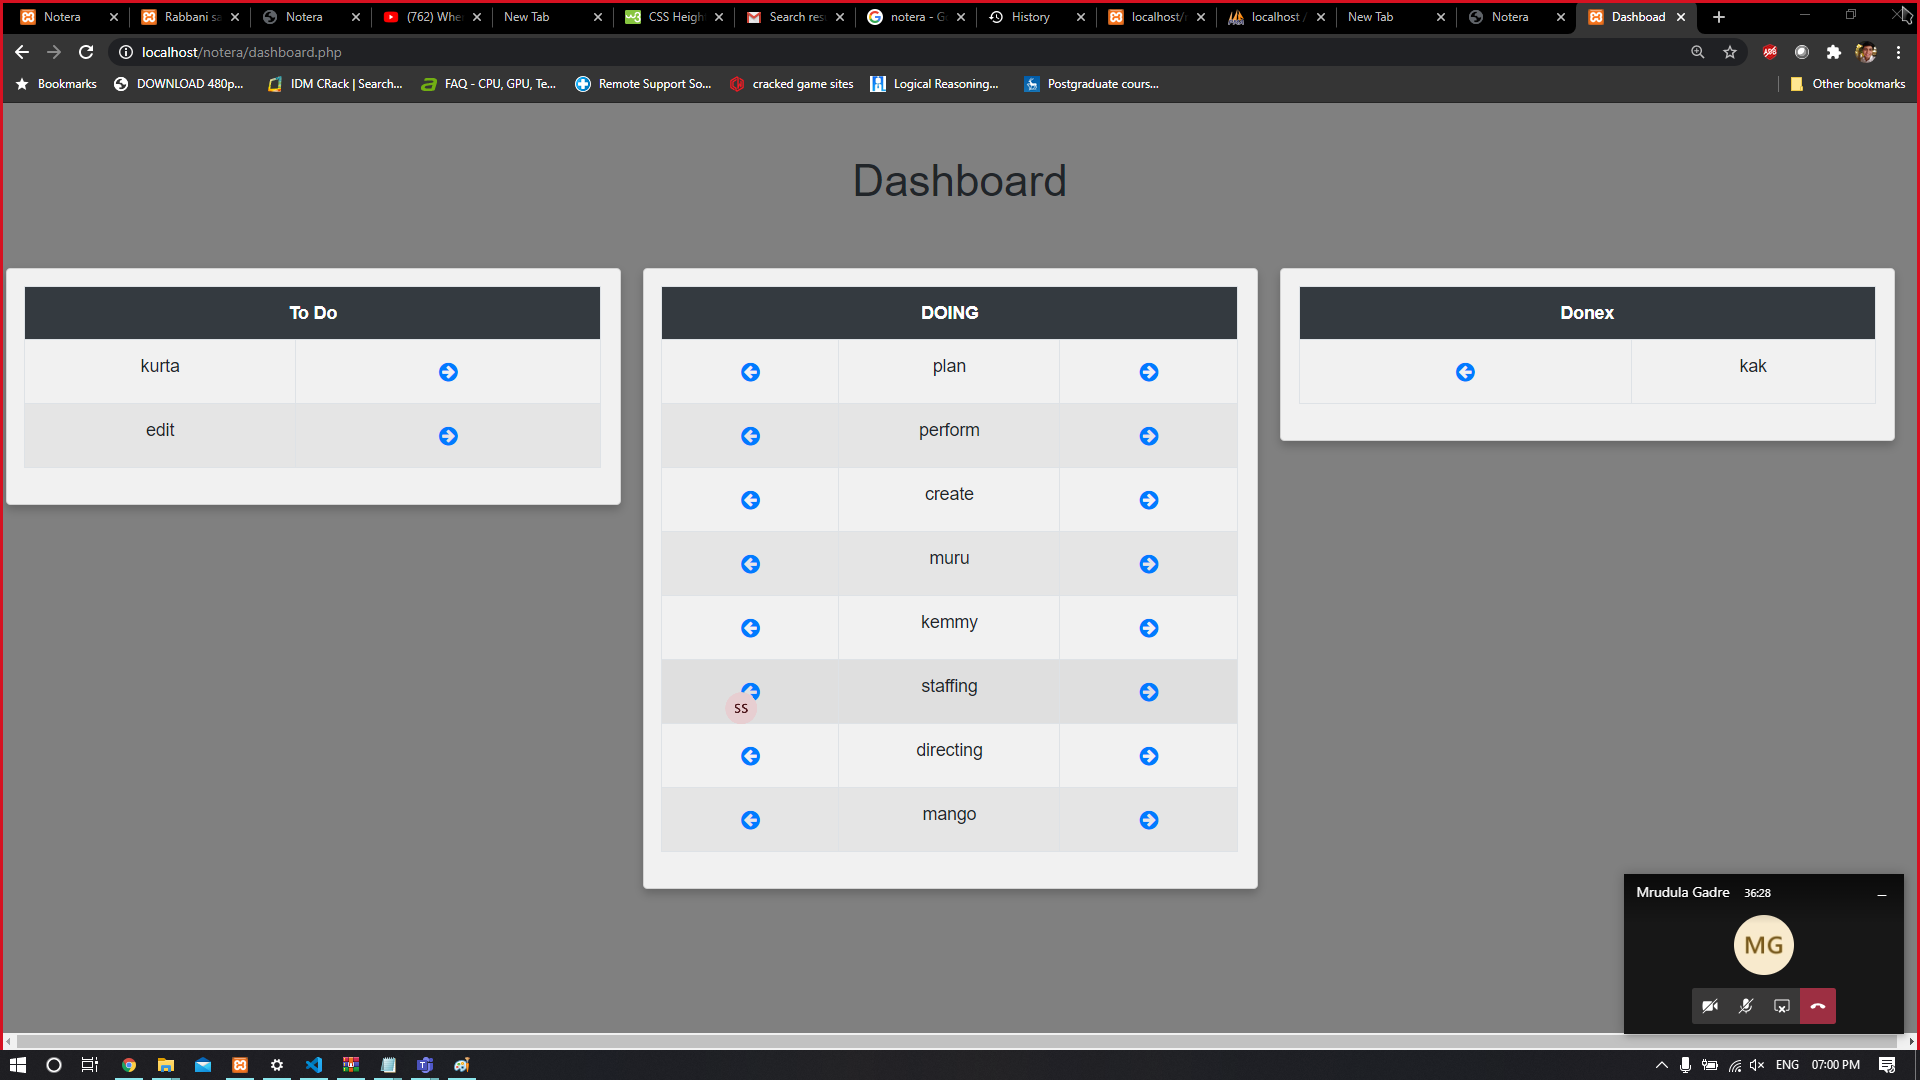 Notera
Rabbani sa
Notera
(762) Whe
New Tab
CSS Heigh
Search res
notera - G
History
localhost/
localhost /
New Tab
Notera
Dashboad
localhost/notera/dashboard.php
Bookmarks
DOWNLOAD 480p...
IDM CRack | Search...
FAQ - CPU, GPU, Te...
Remote Support So...
cracked game sites
Logical Reasoning...
Postgraduate cours...
Other bookmarks
Dashboard
To Do
kurta
edit
DOING
plan
perform
create
muru
kemmy
staffing
SS
directing
mango
Donex
kak
Mrudula Gadre 36:28
MG
ENG 07:00 PM